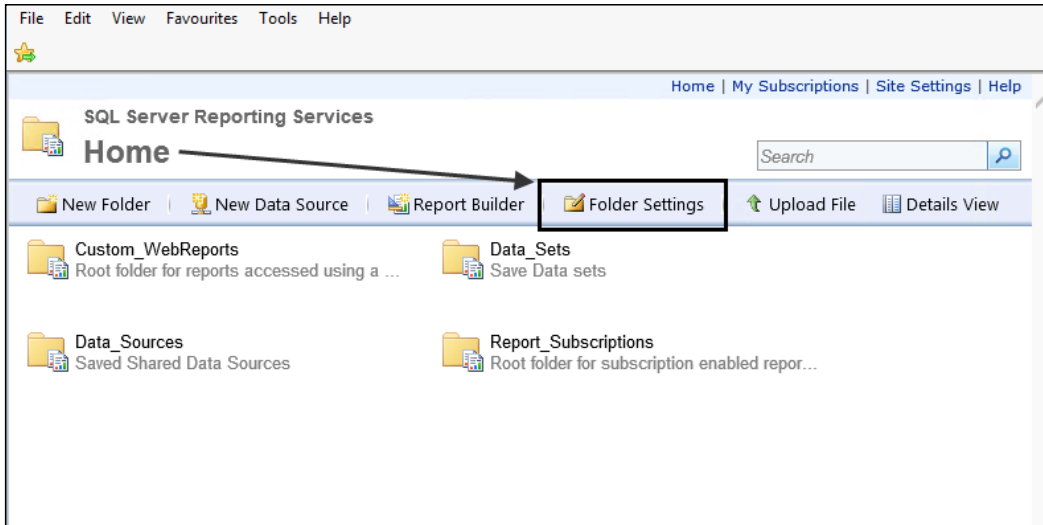 File Edit View Favourites Tools Help
Home | My Subscriptions | Site Settings | Help
SQL Server Reporting Services
Home
Search
New Folder | New Data Source | Report Builder Folder Settings Upload File Details View
Custom_WebReports
Root folder for reports accessed using a ...
Data_Sets
Save Data sets
Data_Sources
Saved Shared Data Sources
Report_Subscriptions
Root folder for subscription enabled repor...